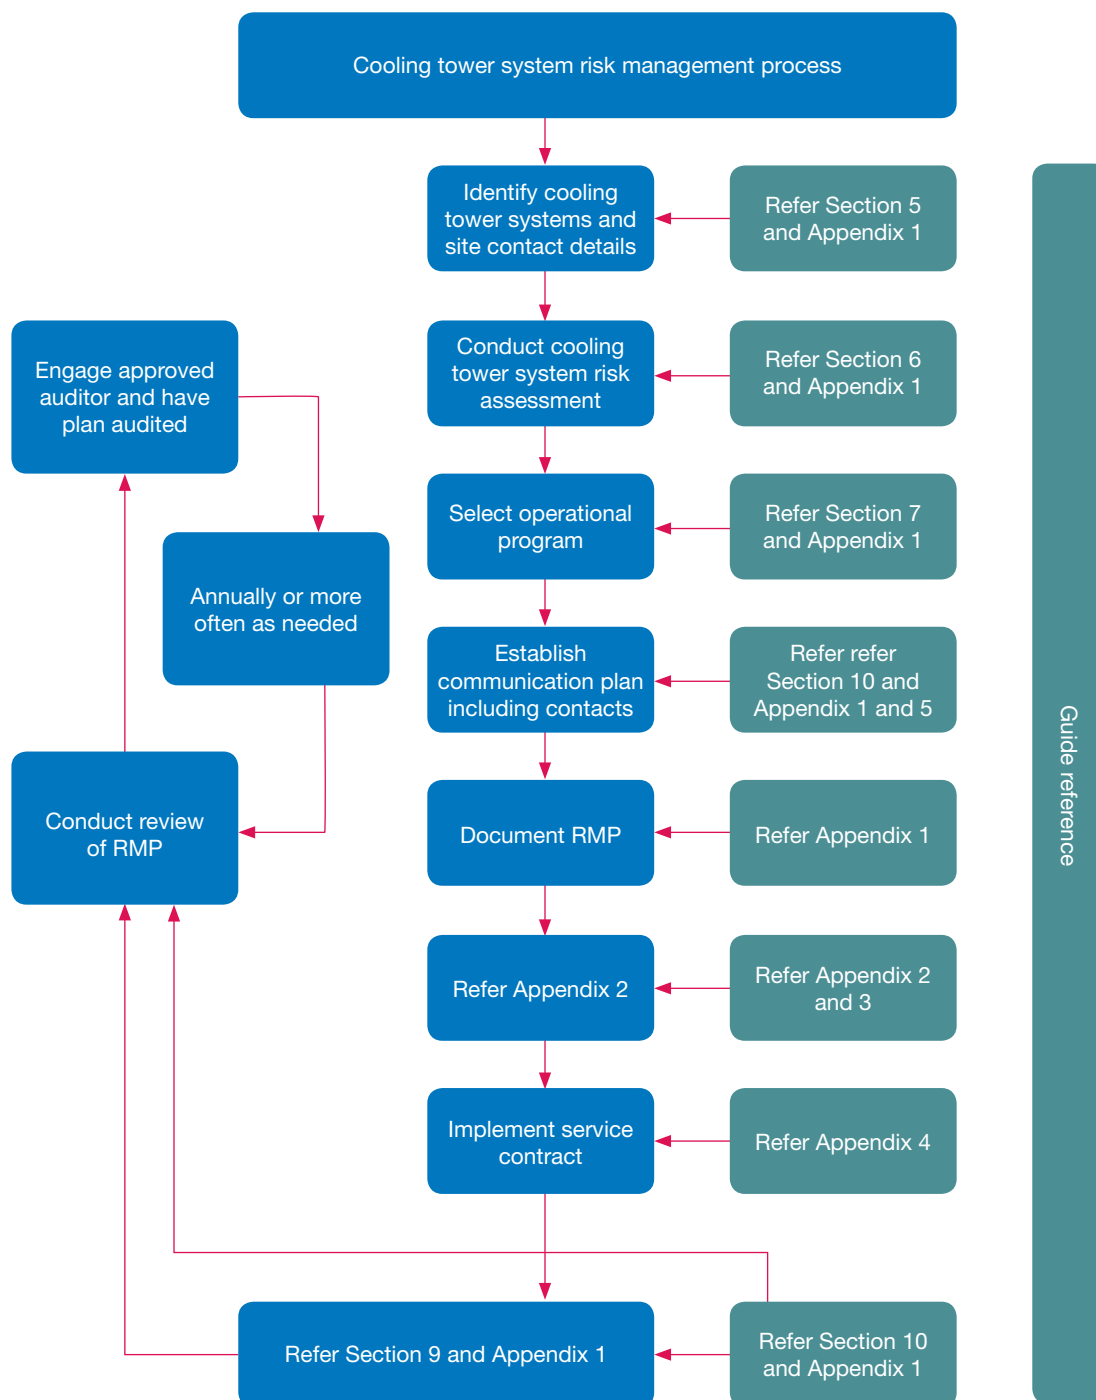 Cooling tower system risk management process
Identify cooling
tower systems and
site contact details
Refer Section 5
and Appendix 1
Conduct cooling
tower system risk
assessment
Refer Section 6
and Appendix 1
Engage approved
auditor and have
plan audited
Select operational
program
Refer Section 7
and Appendix 1
Annually or more
often as needed
Establish
communication plan
including contacts
Refer refer
Section 10 and
Appendix 1 and 5
Guide reference
Conduct review
of RMP
Document RMP
Refer Appendix 1
Refer Appendix 2
Refer Appendix 2
and 3
Implement service
contract
Refer Appendix 4
Refer Section 9 and Appendix 1
Refer Section 10
and Appendix 1